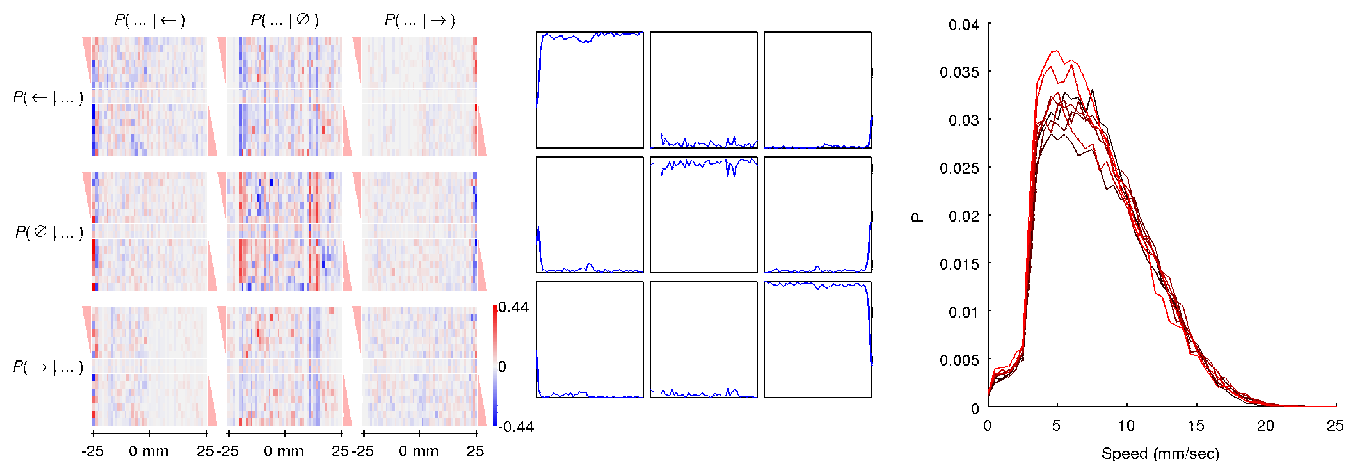 P( ... | ← ) P( ... | ∅ ) P( ... | → )
P( ← | ... )
P( ∅ | ... )
P( → | ... )
0.44
0
-0.44
-25 0 mm 25 -25 0 mm 25 -25 0 mm 25
0.04
0.035
0.03
0.025
0.02
0.015
0.01
0.005
0
P
0 5 10 15 20 25
Speed (mm/sec)